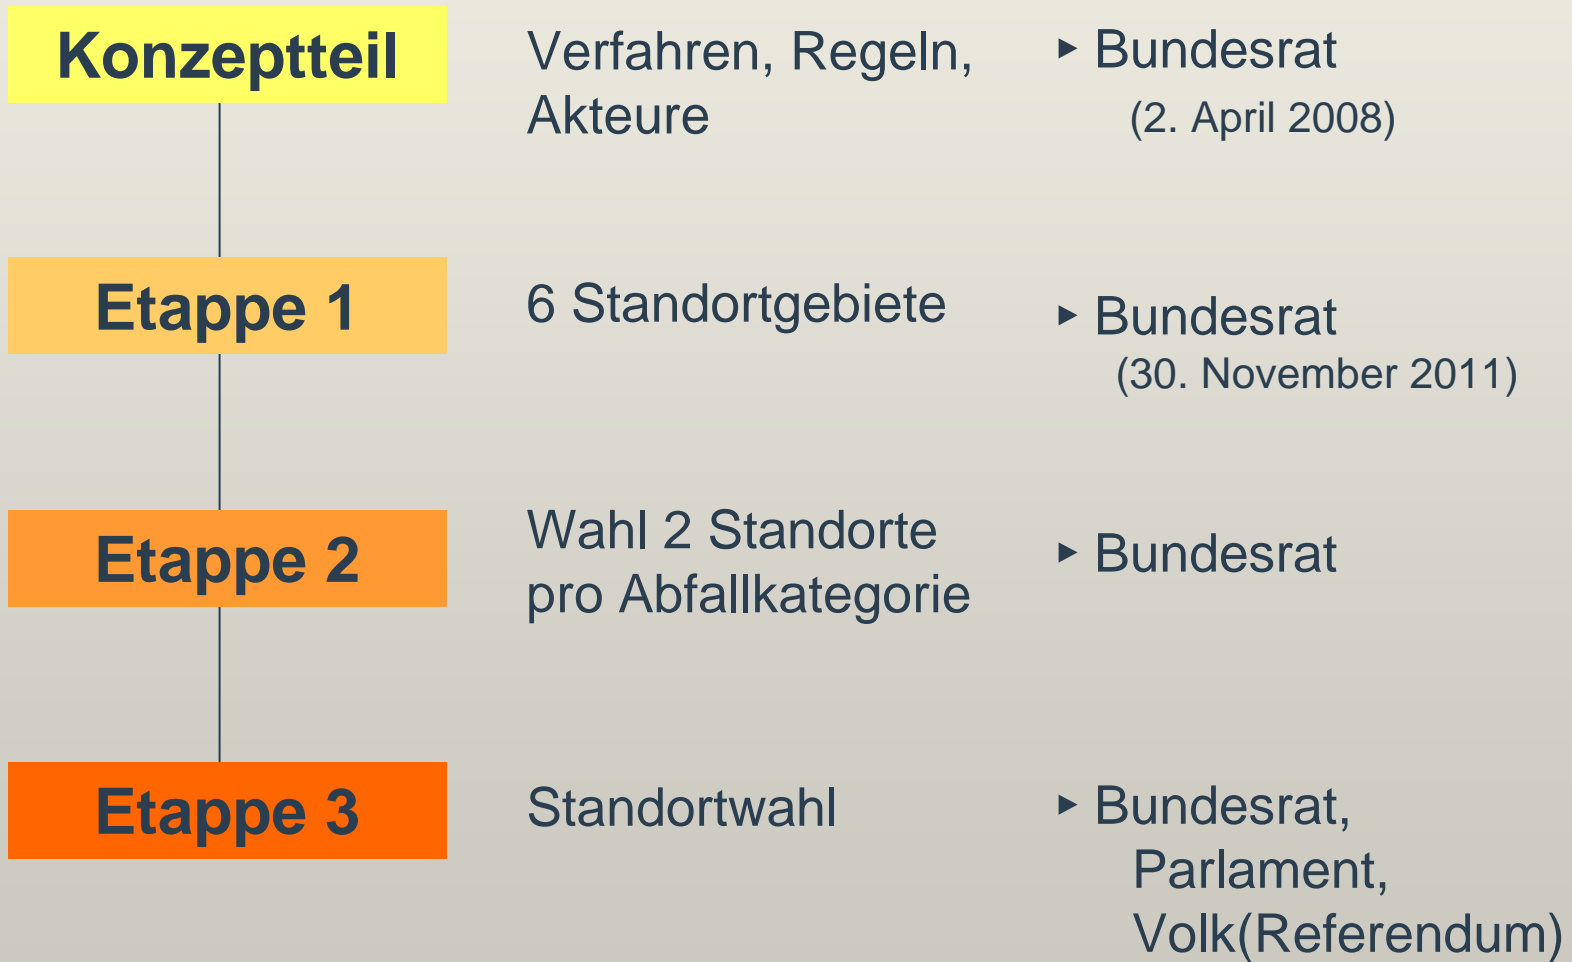 Konzeptteil
Verfahren, Regeln,
Akteure
▸ Bundesrat
(2. April 2008)
Etappe 1
6 Standortgebiete
▸ Bundesrat
(30. November 2011)
Etappe 2
Wahl 2 Standorte
pro Abfallkategorie
▸ Bundesrat
Etappe 3
Standortwahl
▸ Bundesrat,
Parlament,
Volk(Referendum)